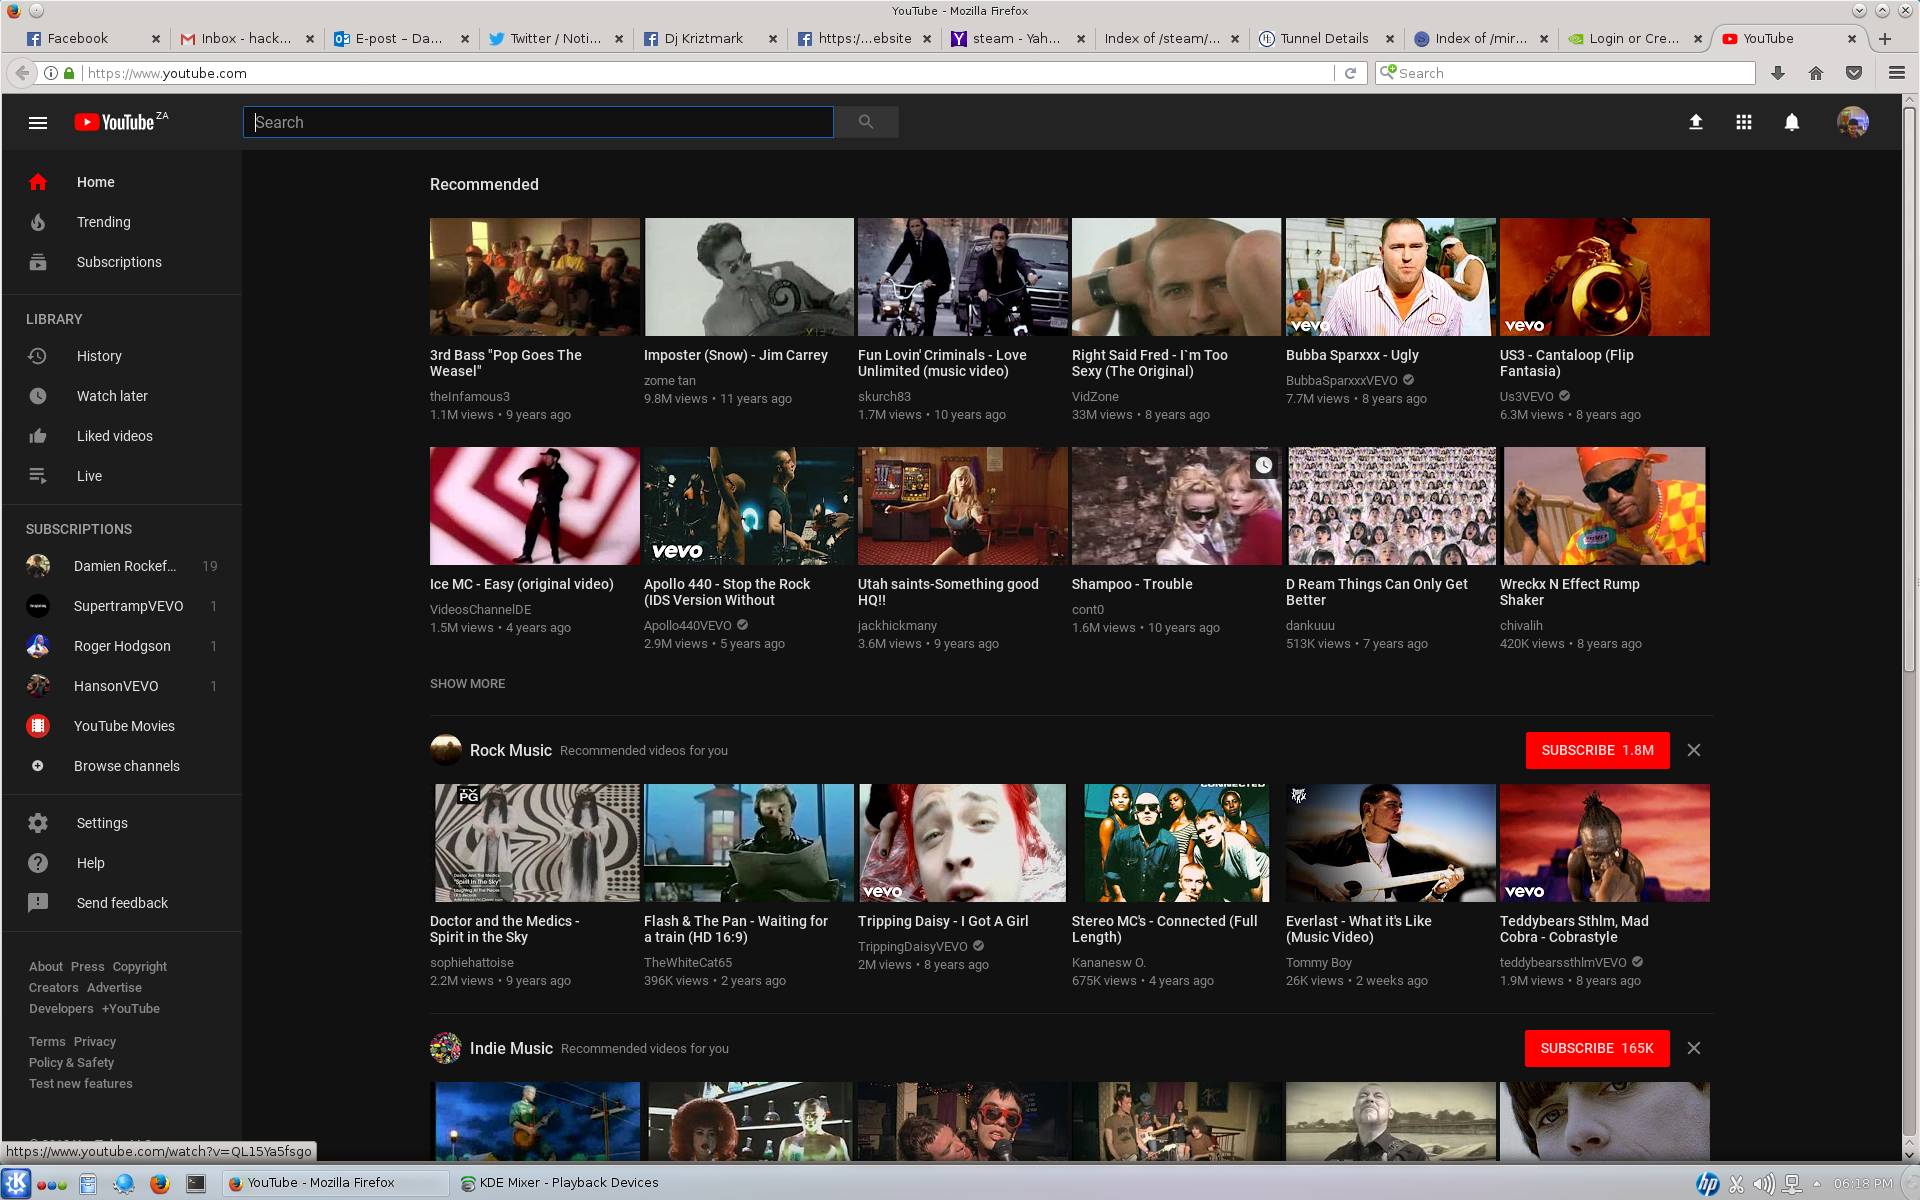 YouTube - Mozilla Firefox
Facebook
Inbox - hack...
E-post – Da...
Twitter / Noti...
Dj Kriztmark
https:/...ebsite
steam - Yah...
Index of /steam/...
Tunnel Details
Index of /mir...
Login or Cre...
YouTube
https://www.youtube.com
Search
YouTube ZA
Search
Home
Trending
Subscriptions
LIBRARY
History
Watch later
Liked videos
Live
SUBSCRIPTIONS
Damien Rockef... 19
SupertrampVEVO 1
Roger Hodgson 1
HansonVEVO 1
YouTube Movies
Browse channels
Settings
Help
Send feedback
About Press Copyright
Creators Advertise
Developers +YouTube
Terms Privacy
Policy & Safety
Test new features
Recommended
vevo
vevo
3rd Bass "Pop Goes The
Weasel"
theInfamous3
1.1M views • 9 years ago
Imposter (Snow) - Jim Carrey
zome tan
9.8M views • 11 years ago
Fun Lovin' Criminals - Love
Unlimited (music video)
skurch83
1.7M views • 10 years ago
Right Said Fred - I`m Too
Sexy (The Original)
VidZone
33M views • 8 years ago
Bubba Sparxxx - Ugly
BubbaSparxxxVEVO
7.7M views • 8 years ago
US3 - Cantaloop (Flip
Fantasia)
Us3VEVO
6.3M views • 8 years ago
vevo
Ice MC - Easy (original video)
VideosChannelDE
1.5M views • 4 years ago
Apollo 440 - Stop the Rock
(IDS Version Without
Apollo440VEVO
2.9M views • 5 years ago
Utah saints-Something good
HQ!!
jackhickmany
3.6M views • 9 years ago
Shampoo - Trouble
cont0
1.6M views • 10 years ago
D Ream Things Can Only Get
Better
dankuuu
513K views • 7 years ago
Wreckx N Effect Rump
Shaker
chivalih
420K views • 8 years ago
SHOW MORE
Rock Music Recommended videos for you
SUBSCRIBE 1.8M
TV
PG
Doctor And The Medics
"Spirit In The Sky"
vevo
CONNECTED
vevo
Doctor and the Medics -
Spirit in the Sky
sophiehattoise
2.2M views • 9 years ago
Flash & The Pan - Waiting for
a train (HD 16:9)
TheWhiteCat65
396K views • 2 years ago
Tripping Daisy - I Got A Girl
TrippingDaisyVEVO
2M views • 8 years ago
Stereo MC's - Connected (Full
Length)
Kananesw O.
675K views • 4 years ago
Everlast - What it's Like
(Music Video)
Tommy Boy
26K views • 2 weeks ago
Teddybears Sthlm, Mad
Cobra - Cobrastyle
teddybearssthlmVEVO
1.9M views • 8 years ago
Indie Music Recommended videos for you
SUBSCRIBE 165K
https://www.youtube.com/watch?v=QL15Ya5fsgo
YouTube - Mozilla Firefox
KDE Mixer - Playback Devices
hp
06:18 PM